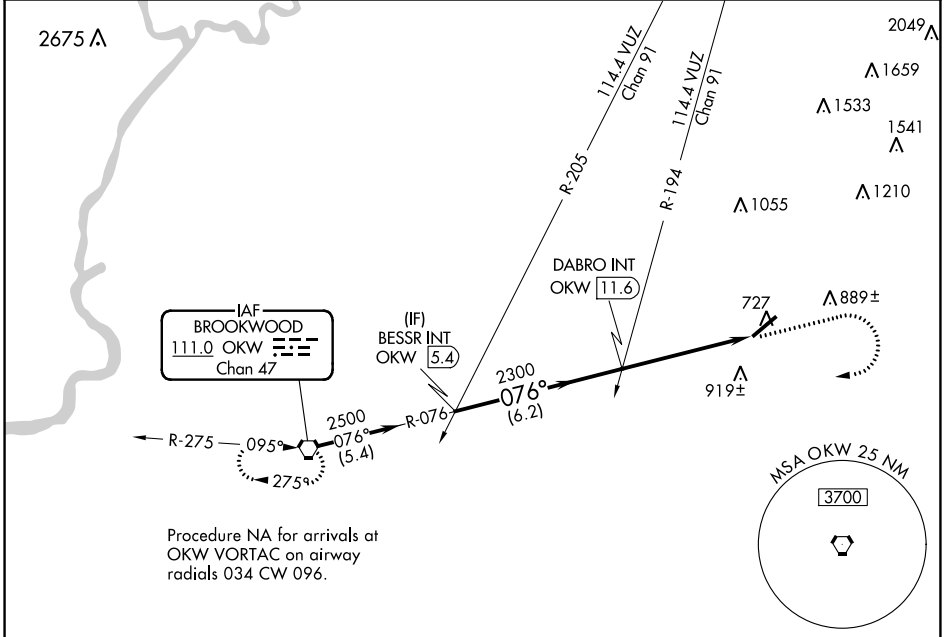 2675
2049
1659
1533
1541
1210
1055
114.4 VUZ
Chan 91
R-205
114.4 VUZ
Chan 91
R-194
DABRO INT
OKW 11.6
727
889±
919±
IAF
BROOKWOOD
111.0 OKW
Chan 47
(IF)
BESSR INT
OKW 5.4
2300
076°
(6.2)
2500
076°
(5.4)
R-076
R-275
095°
275°
Procedure NA for arrivals at
OKW VORTAC on airway
radials 034 CW 096.
MSA OKW 25 NM
3700